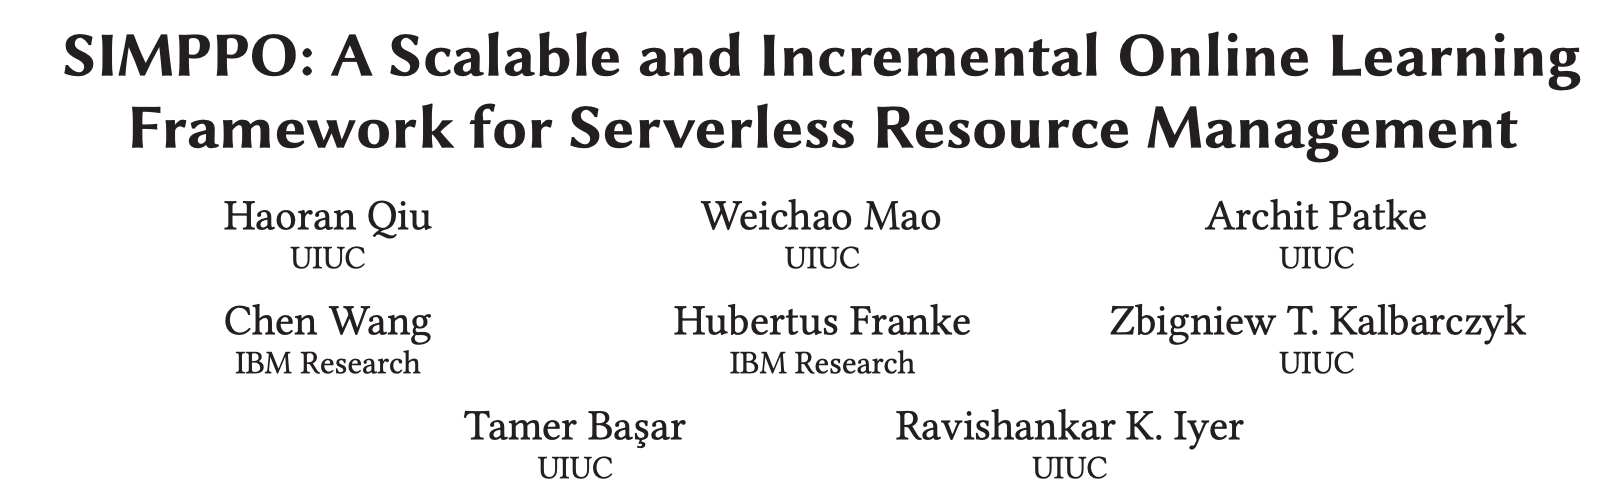 SIMPPO: A Scalable and Incremental Online Learning
Framework for Serverless Resource Management
Haoran Qiu Weichao Mao Archit Patke
UIUC UIUC UIUC
Chen Wang Hubertus Franke Zbigniew T. Kalbarczyk
IBM Research IBM Research UIUC
Tamer Başar Ravishankar K. Iyer
UIUC UIUC